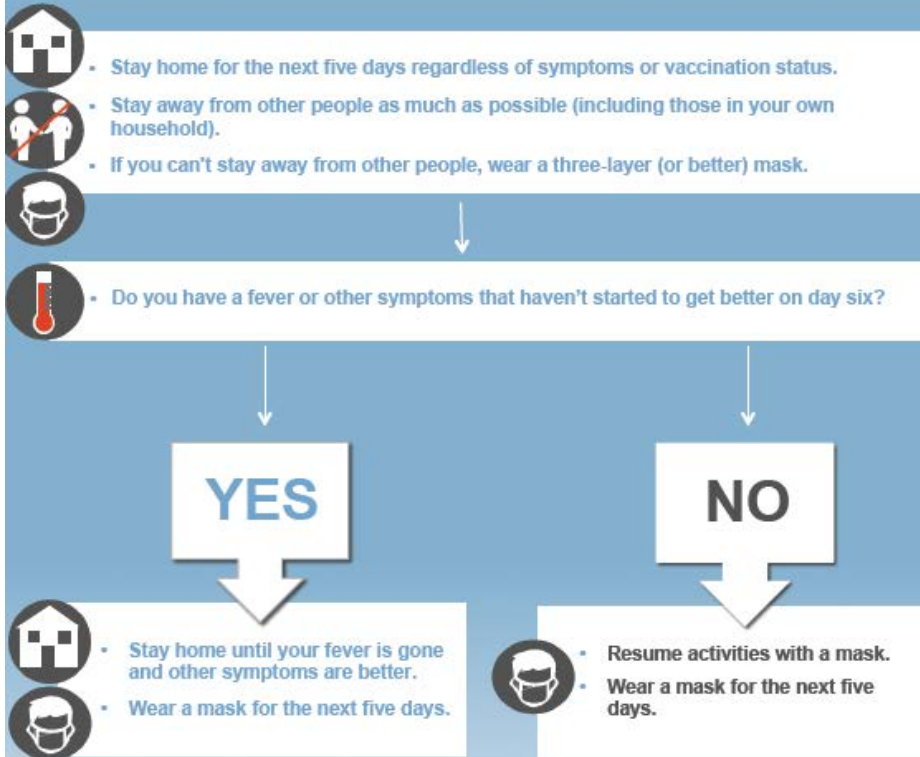 • Stay home for the next five days regardless of symptoms or vaccination status.
• Stay away from other people as much as possible (including those in your own
household).
• If you can't stay away from other people, wear a three-layer (or better) mask.
• Do you have a fever or other symptoms that haven't started to get better on day six?
YES
NO
• Stay home until your fever is gone
and other symptoms are better.
• Wear a mask for the next five days.
• Resume activities with a mask.
• Wear a mask for the next five
days.